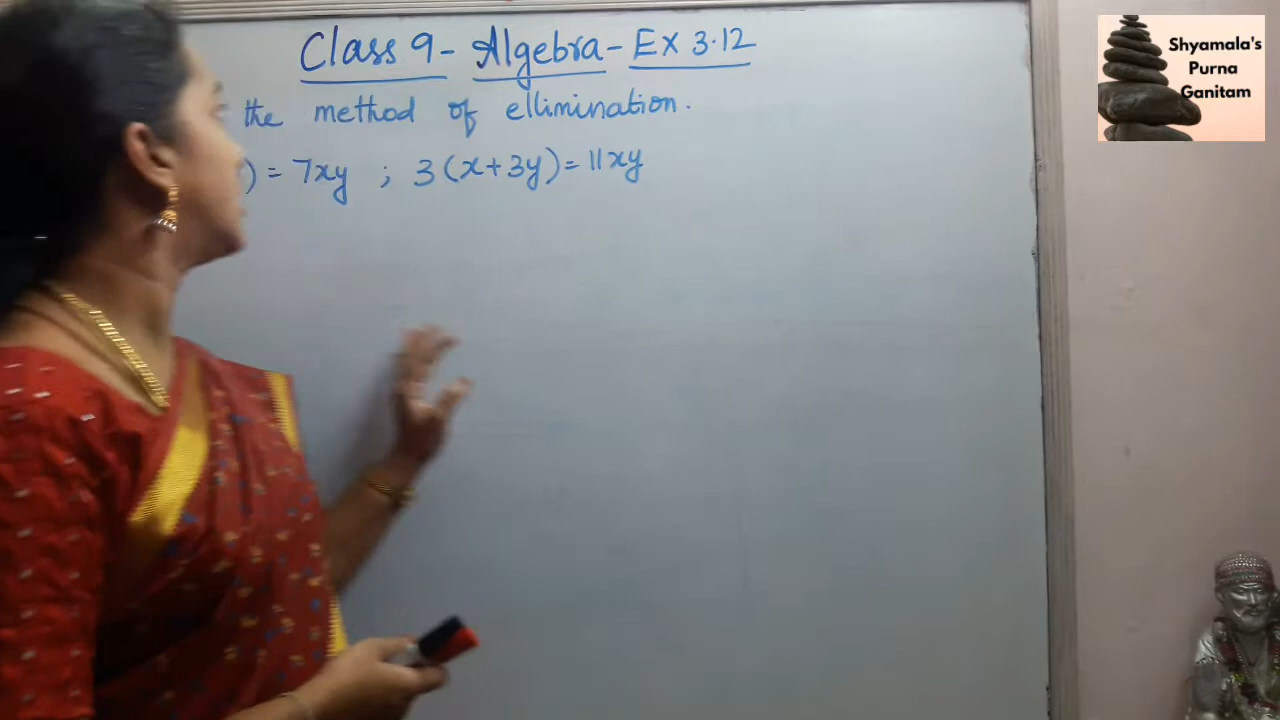 Class 9 - Algebra - Ex 3.12
the method of ellimination.
) = 7xy ; 3 (x + 3y) = 11xy
Shyamala's
Purna
Ganitam